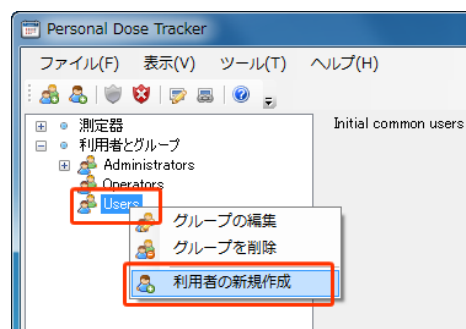 Personal Dose Tracker
ファイル(F) 表示(V) ツール(T) ヘルプ(H)
測定器
利用者とグループ
Administrators
Operators
Users
Initial common users
グループの編集
グループを削除
利用者の新規作成